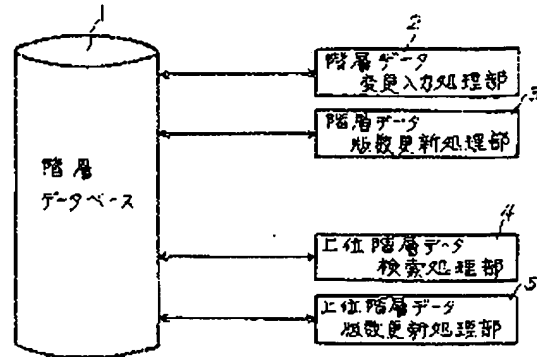 1
階層
データベース
2
階層データ
変更入力処理部
3
階層データ
版数更新処理部
4
上位階層データ
検索処理部
5
上位階層データ
版数更新処理部